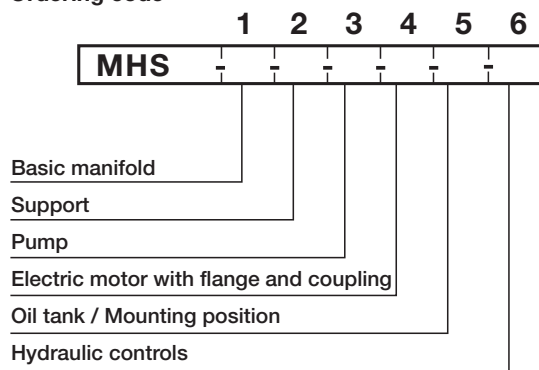 Ordering code
1 2 3 4 5 6
MHS - - - - - -
Basic manifold
Support
Pump
Electric motor with flange and coupling
Oil tank / Mounting position
Hydraulic controls